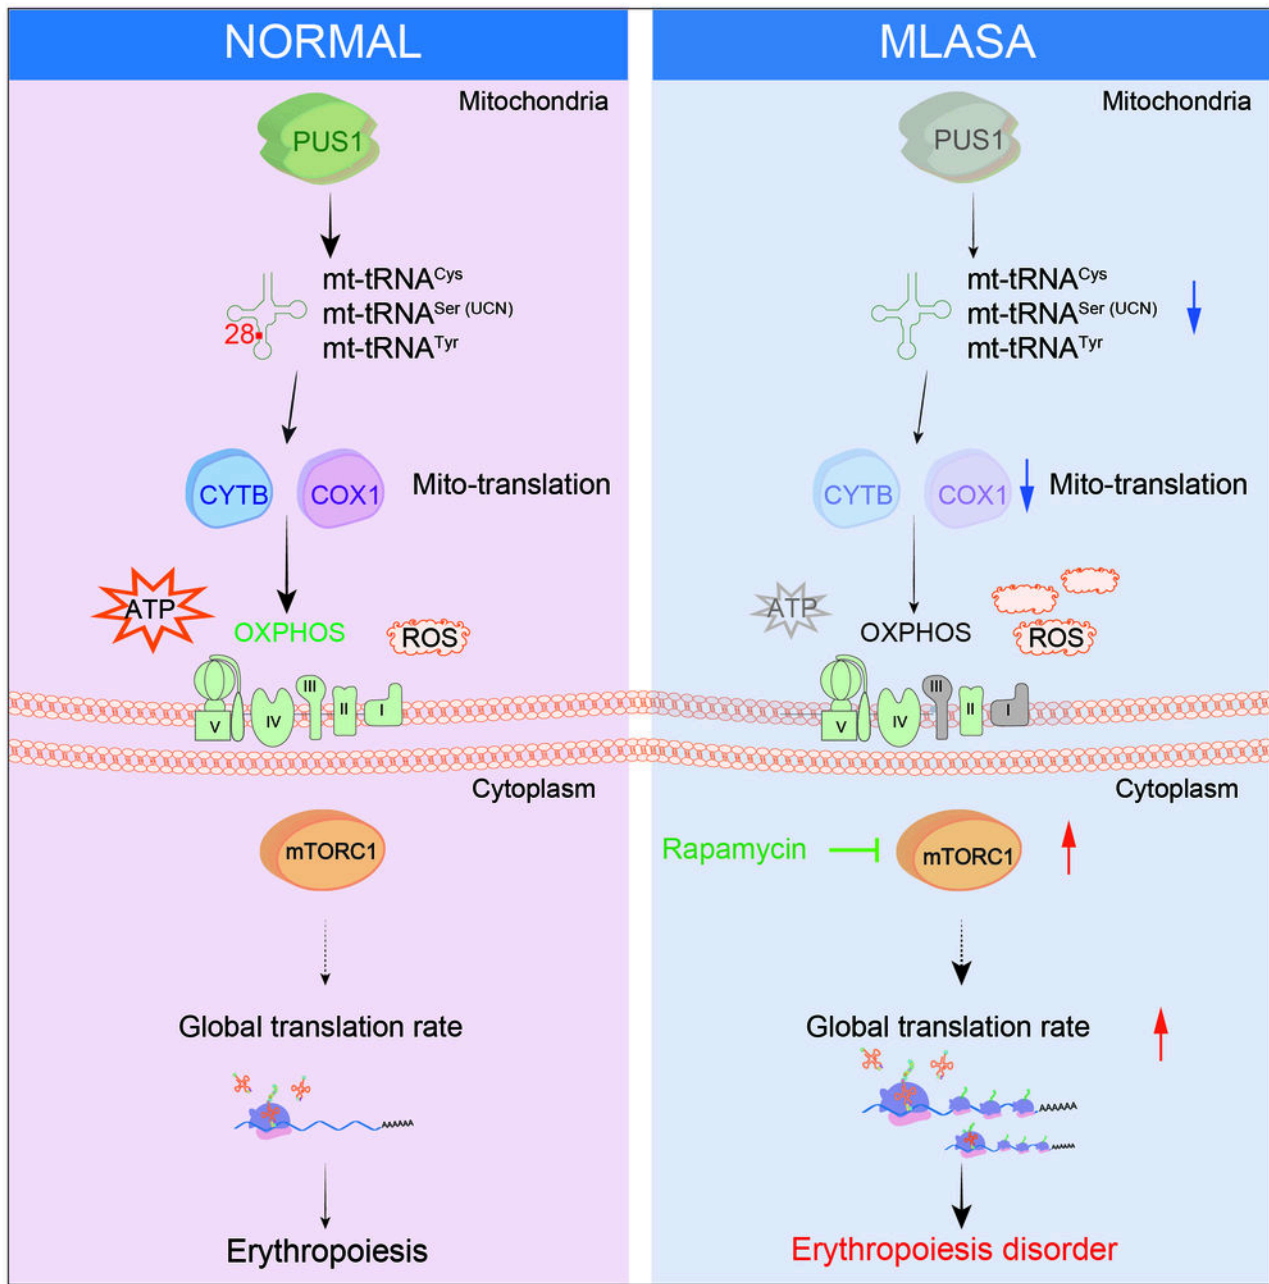 NORMAL
Mitochondria
PUS1
mt-tRNACys
mt-tRNASer (UCN)
mt-tRNATyr
28
CYTB
COX1
Mito-translation
ATP
OXPHOS
ROS
V
IV
III
II
I
Cytoplasm
mTORC1
Global translation rate
AAAAAA
Erythropoiesis
MLASA
Mitochondria
PUS1
mt-tRNACys
mt-tRNASer (UCN)
mt-tRNATyr
CYTB
COX1
Mito-translation
ATP
OXPHOS
ROS
V
IV
III
II
I
Cytoplasm
Rapamycin
mTORC1
Global translation rate
AAAAAA
AAAAAA
Erythropoiesis disorder